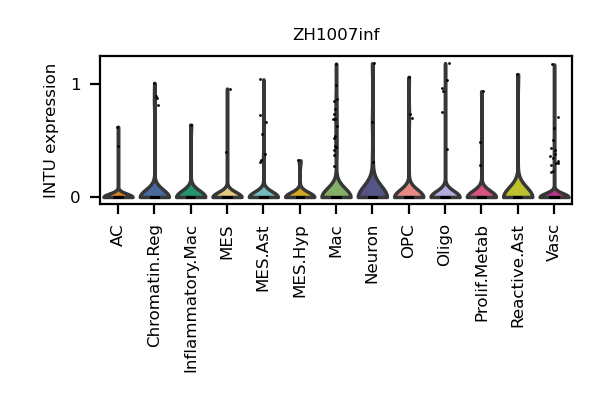 ZH1007inf
INTU expression
1
0
AC
Chromatin.Reg
Inflammatory.Mac
MES
MES.Ast
MES.Hyp
Mac
Neuron
OPC
Oligo
Prolif.Metab
Reactive.Ast
Vasc